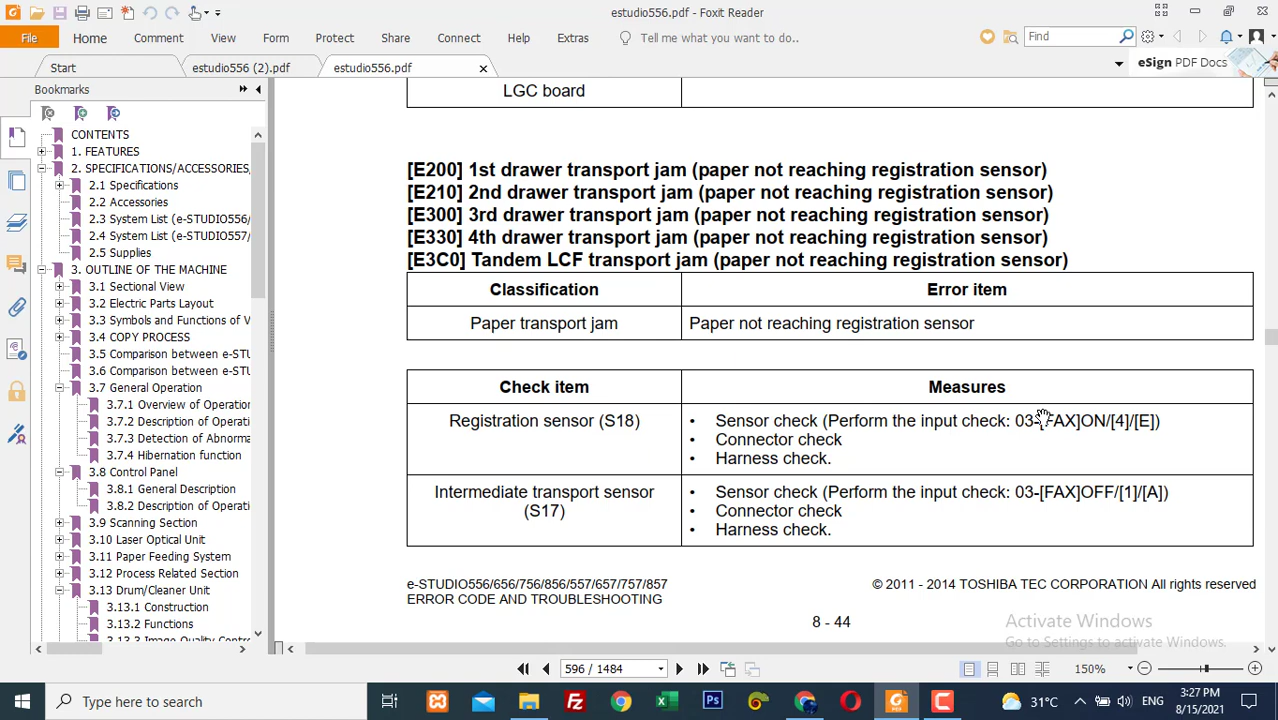 estudio556.pdf - Foxit Reader
File Home Comment View Form Protect Share Connect Help Extras Tell me what you want to do.. Find
Start estudio556 (2).pdf estudio556.pdf eSign PDF Docs
Bookmarks
CONTENTS
1. FEATURES
2. SPECIFICATIONS/ACCESSORIES,
2.1 Specifications
2.2 Accessories
2.3 System List (e-STUDIO556/
2.4 System List (e-STUDIO557/
2.5 Supplies
3. OUTLINE OF THE MACHINE
3.1 Sectional View
3.2 Electric Parts Layout
3.3 Symbols and Functions of V
3.4 COPY PROCESS
3.5 Comparison between e-STU
3.6 Comparison between e-STU
3.7 General Operation
3.7.1 Overview of Operation
3.7.2 Description of Operati
3.7.3 Detection of Abnorma
3.7.4 Hibernation function
3.8 Control Panel
3.8.1 General Description
3.8.2 Description of Operati
3.9 Scanning Section
3.10 Laser Optical Unit
3.11 Paper Feeding System
3.12 Process Related Section
3.13 Drum/Cleaner Unit
3.13.1 Construction
3.13.2 Functions
3.13.3 Image Quality Contr
LGC board
[E200] 1st drawer transport jam (paper not reaching registration sensor)
[E210] 2nd drawer transport jam (paper not reaching registration sensor)
[E300] 3rd drawer transport jam (paper not reaching registration sensor)
[E330] 4th drawer transport jam (paper not reaching registration sensor)
[E3C0] Tandem LCF transport jam (paper not reaching registration sensor)
Classification Error item
Paper transport jam Paper not reaching registration sensor
Check item Measures
Registration sensor (S18) • Sensor check (Perform the input check: 03-[FAX]ON/[4]/[E])
• Connector check
• Harness check.
Intermediate transport sensor (S17) • Sensor check (Perform the input check: 03-[FAX]OFF/[1]/[A])
• Connector check
• Harness check.
e-STUDIO556/656/756/856/557/657/757/857 © 2011 - 2014 TOSHIBA TEC CORPORATION All rights reserved
ERROR CODE AND TROUBLESHOOTING
8 - 44
Activate Windows
Go to Settings to activate Windows.
596 / 1484 150%
Type here to search 31°C ENG 3:27 PM
8/15/2021